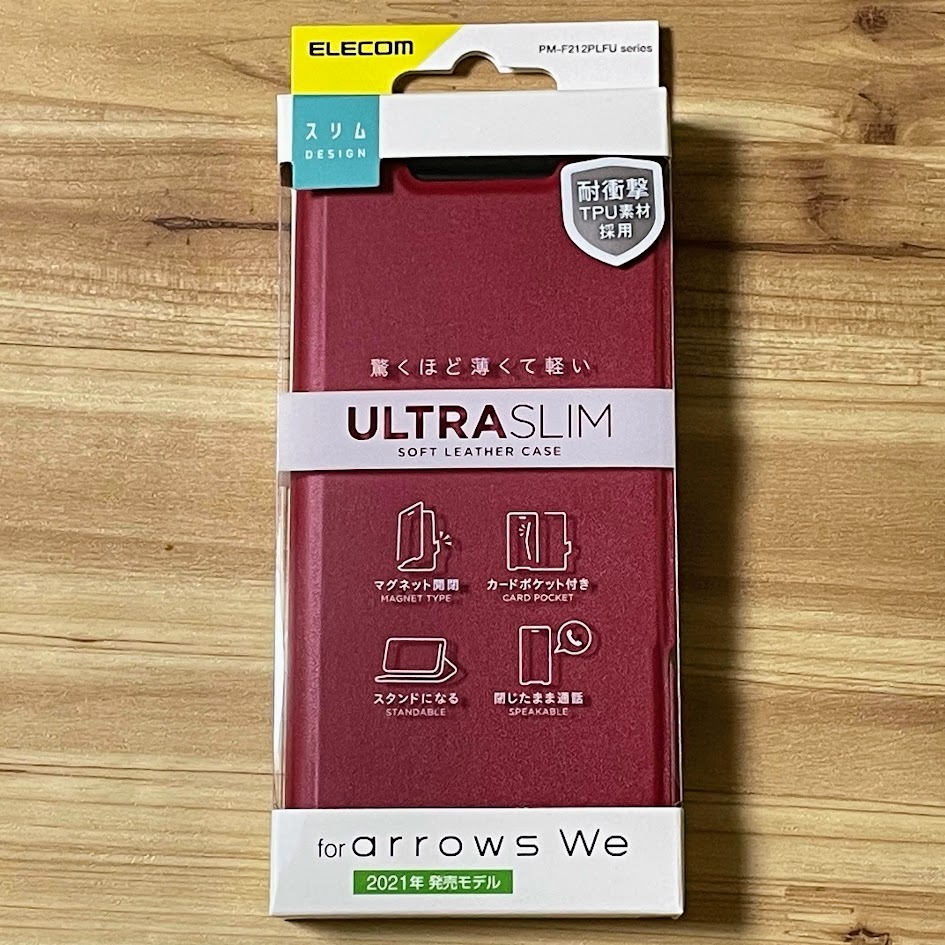 ELECOM
PM-F212PLFU series
スリム
DESIGN
耐衝撃
TPU素材
採用
驚くほど薄くて軽い
ULTRASLIM
SOFT LEATHER CASE
マグネット開閉
MAGNET TYPE
カードポケット付き
CARD POCKET
スタンドになる
STANDABLE
閉じたまま通話
SPEAKABLE
for arrows We
2021年 発売モデル